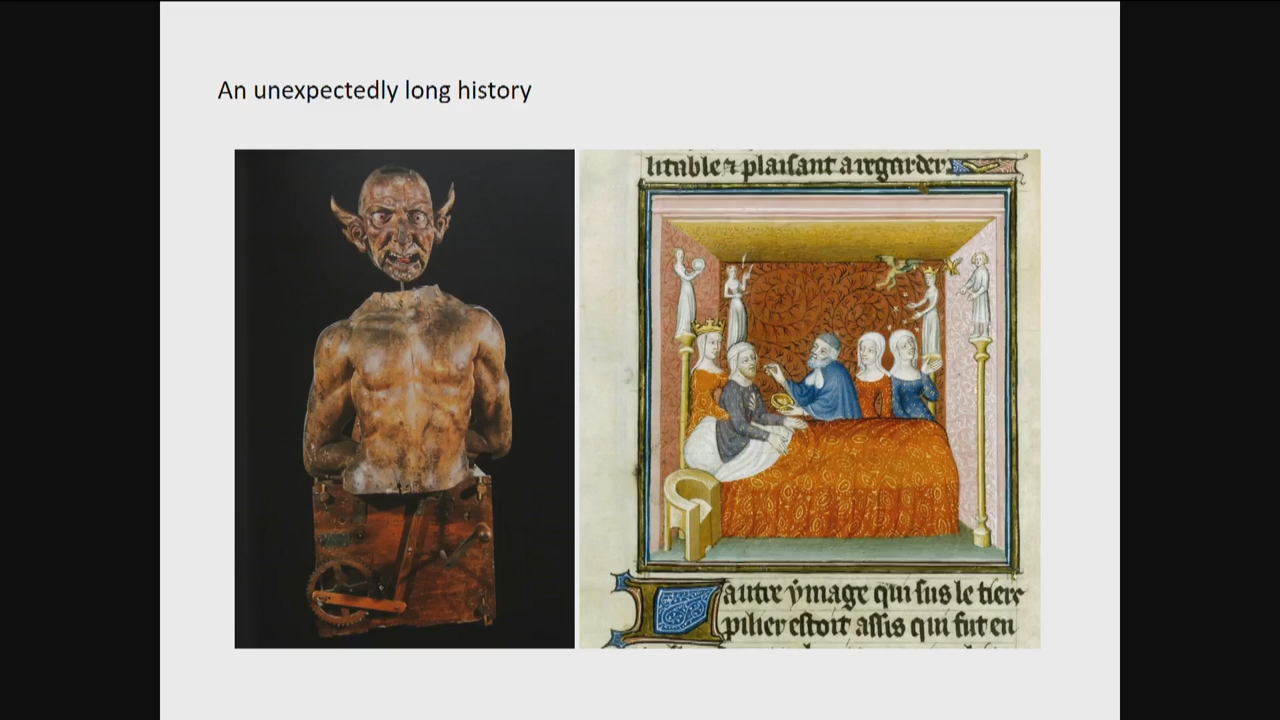 An unexpectedly long history
litable ⁊ plaisant a regarder
L autre ymage qui sus le tiers
pilier estoit assis qui fut en